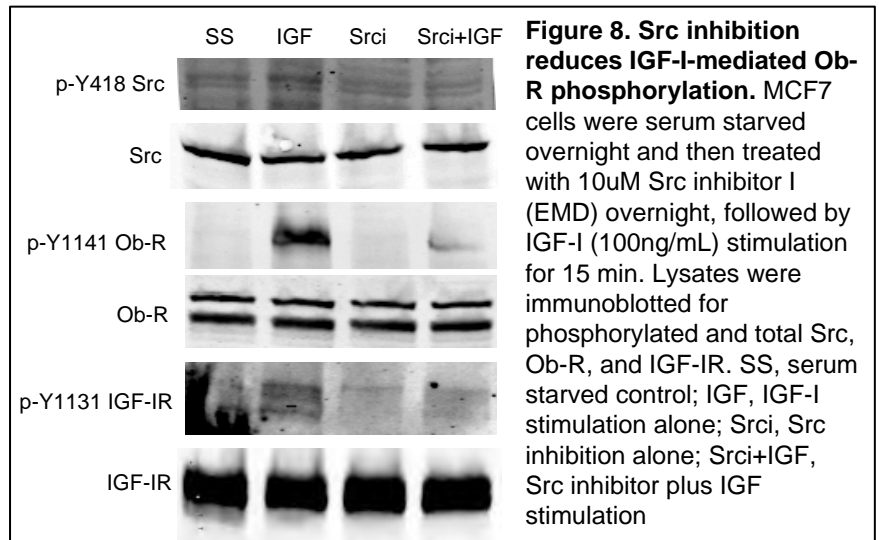 SS IGF Srci Srci+IGF
p-Y418 Src
Src
p-Y1141 Ob-R
Ob-R
p-Y1131 IGF-IR
IGF-IR
Figure 8. Src inhibition
reduces IGF-I-mediated Ob-
R phosphorylation. MCF7
cells were serum starved
overnight and then treated
with 10uM Src inhibitor I
(EMD) overnight, followed by
IGF-I (100ng/mL) stimulation
for 15 min. Lysates were
immunoblotted for
phosphorylated and total Src,
Ob-R, and IGF-IR. SS, serum
starved control; IGF, IGF-I
stimulation alone; Srci, Src
inhibition alone; Srci+IGF,
Src inhibitor plus IGF
stimulation